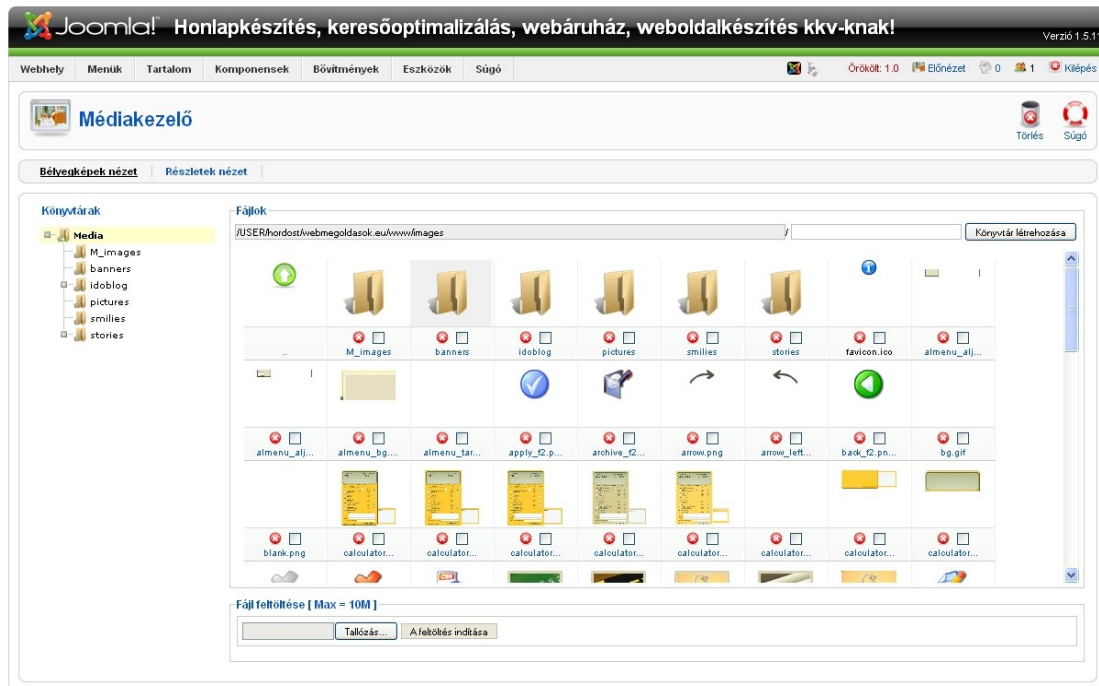 Joomla! Honlapkészítés, keresőoptimalizálás, webáruház, weboldalkészítés kkv-knak!
Verzió 1.5.11
Webhely Menük Tartalom Komponensek Bővítmények Eszközök Súgó Örökölt: 1.0 Előnézet 0 1 Kilépés
Médiakezelő
Törlés Súgó
Bélyegképek nézet Részletek nézet
Könyvtárak
Media
M_images
banners
idoblog
pictures
smilies
stories
Fájlok
/USER/hordost/webmegoldasok.eu/www/images / Könyvtár létrehozása
.. M_images banners idoblog pictures smilies stories favicon.ico almenu_alj...
almenu_alj... almenu_bg.... almenu_tar... apply_f2.p... archive_f2... arrow.png arrow_left... back_f2.pn... bg.gif
blank.png calculator... calculator... calculator... calculator... calculator... calculator... calculator... calculator...
Fájl feltöltése [ Max = 10M ]
Tallózás... A feltöltés indítása